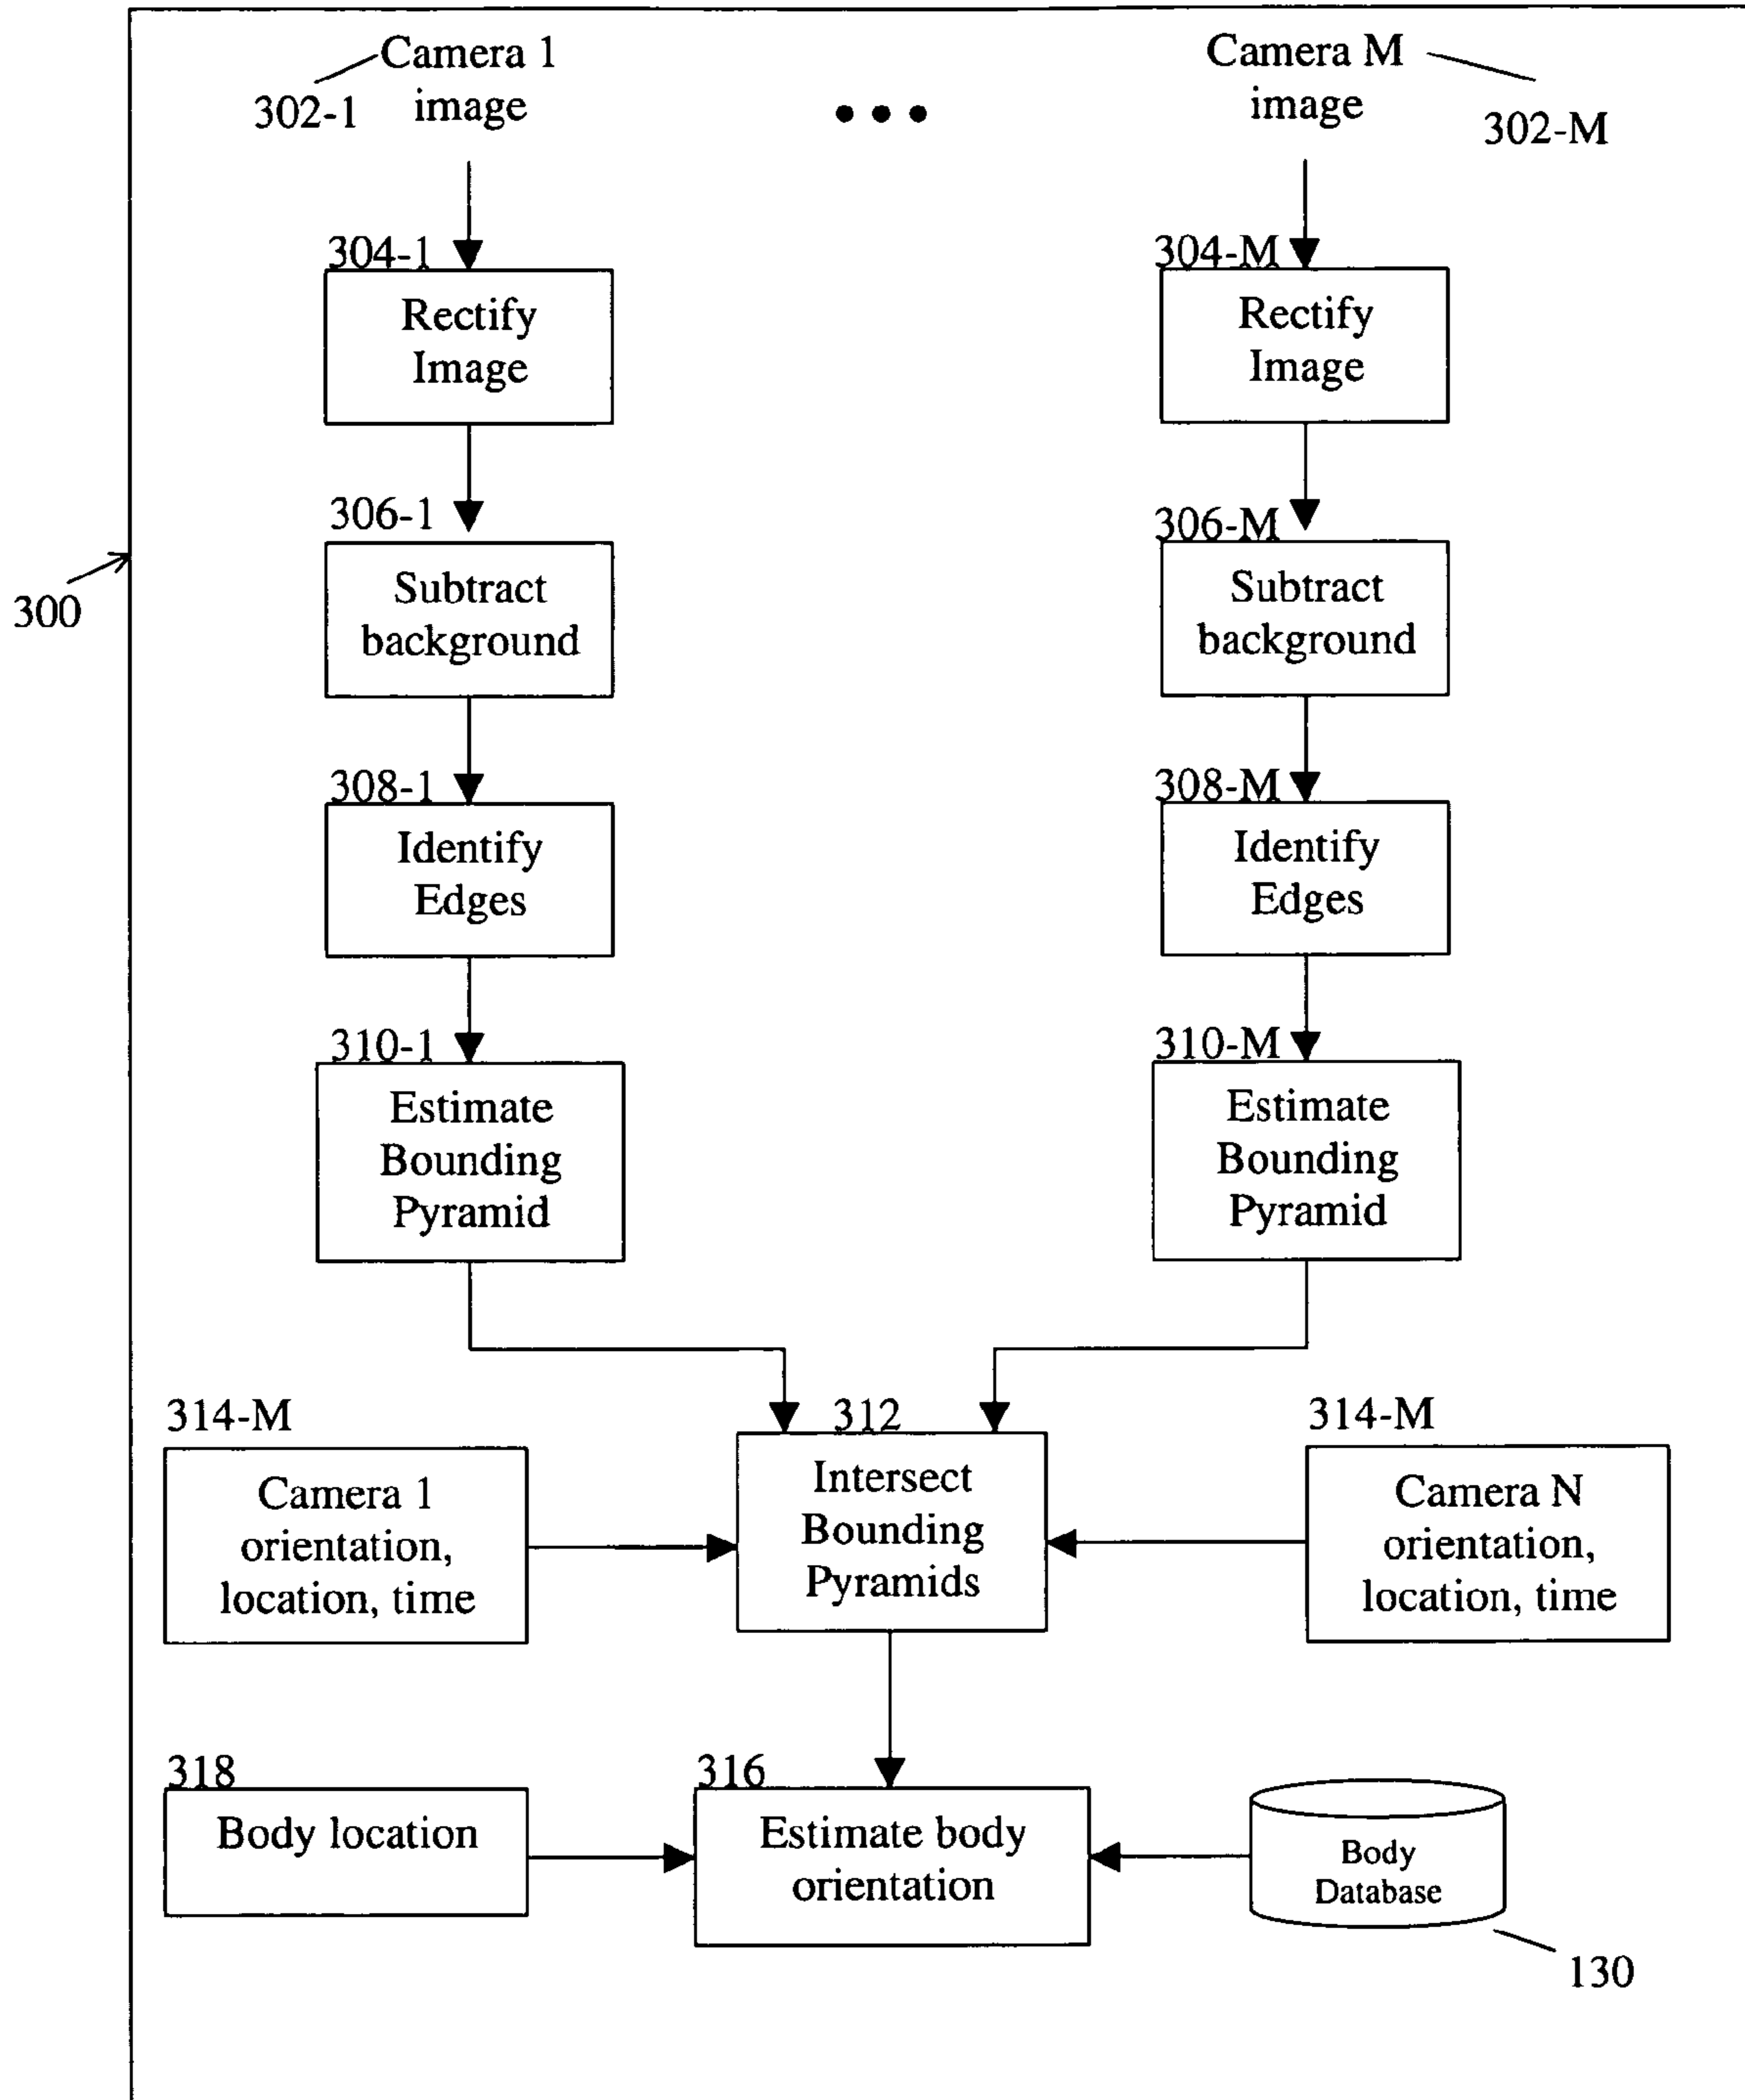 Camera 1
image
302-1
Camera M
image
302-M
304-1
Rectify
Image
304-M
Rectify
Image
306-1
Subtract
background
306-M
Subtract
background
300
308-1
Identify
Edges
308-M
Identify
Edges
310-1
Estimate
Bounding
Pyramid
310-M
Estimate
Bounding
Pyramid
314-M
Camera 1
orientation,
location, time
312
Intersect
Bounding
Pyramids
314-M
Camera N
orientation,
location, time
318
Body location
316
Estimate body
orientation
Body
Database
130